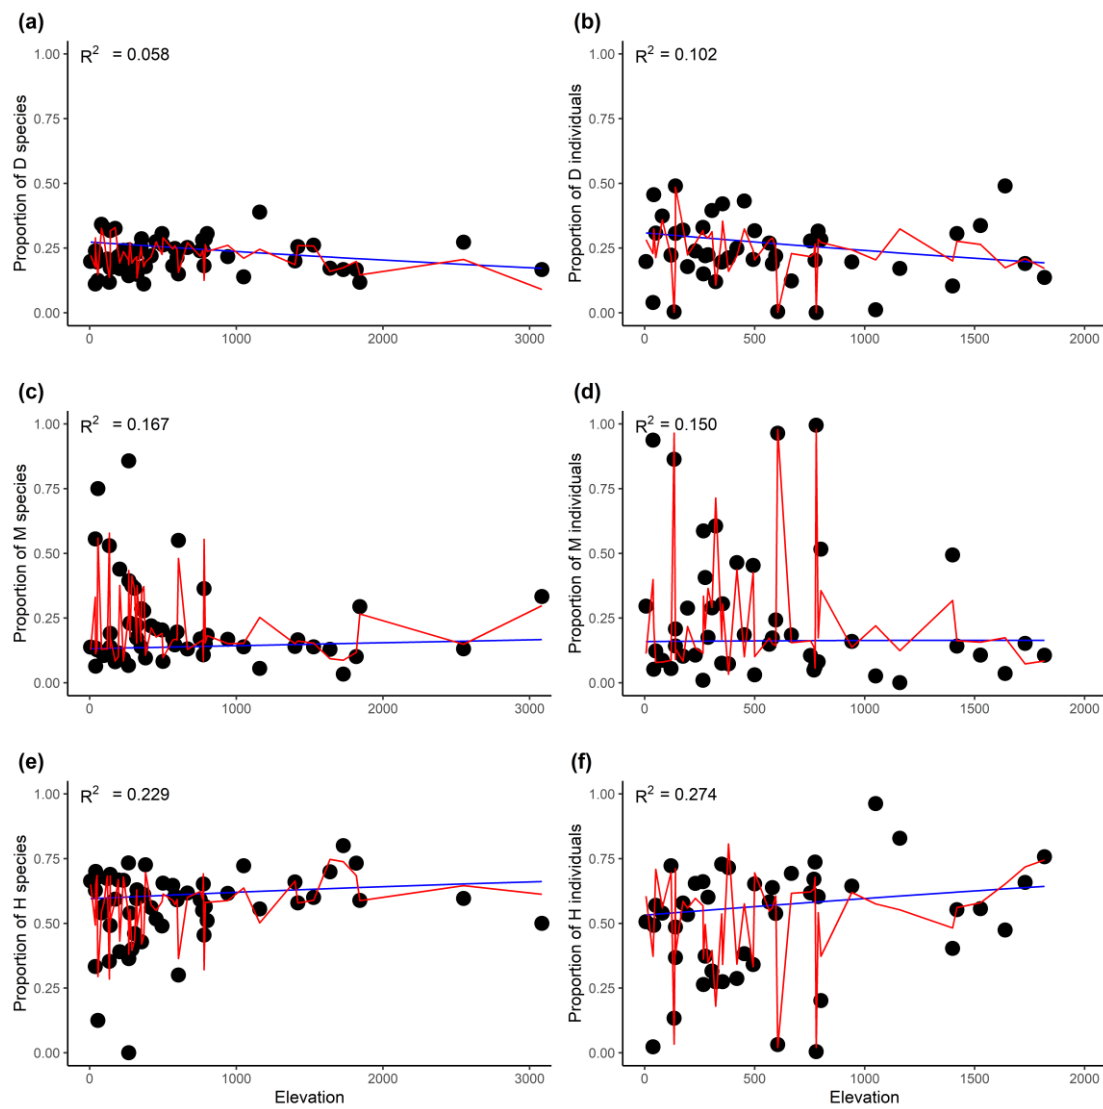 (a)
R2 = 0.058
Proportion of D species
1.00
0.75
0.50
0.25
0.00
0 1000 2000 3000
(b)
R2 = 0.102
Proportion of D individuals
1.00
0.75
0.50
0.25
0.00
0 500 1000 1500 2000
(c)
R2 = 0.167
Proportion of M species
1.00
0.75
0.50
0.25
0.00
0 1000 2000 3000
(d)
R2 = 0.150
Proportion of M individuals
1.00
0.75
0.50
0.25
0.00
0 500 1000 1500 2000
(e)
R2 = 0.229
Proportion of H species
1.00
0.75
0.50
0.25
0.00
0 1000 2000 3000
Elevation
(f)
R2 = 0.274
Proportion of H individuals
1.00
0.75
0.50
0.25
0.00
0 500 1000 1500 2000
Elevation